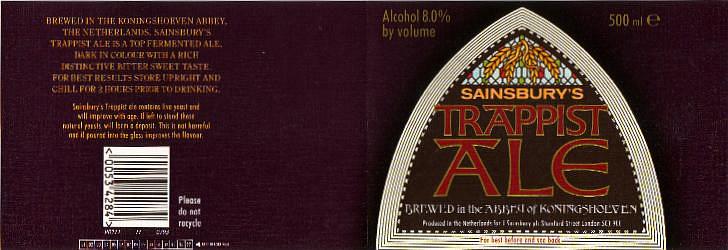 BREWED IN THE KONINGSHOEVEN ABBEY,
THE NETHERLANDS, SAINSBURY'S
TRAPPIST ALE IS A TOP FERMENTED ALE,
DARK IN COLOUR WITH A RICH
DISTINCTIVE BITTER SWEET TASTE.
FOR BEST RESULTS STORE UPRIGHT AND
CHILL FOR 2 HOURS PRIOR TO DRINKING.
Sainsbury's Trappist ale contains live yeast and
will improve with age. If left to stand these
natural yeasts will form a deposit. This is not harmful
and if poured into the glass improves the flavour.
Please
do not
recycle
Alcohol 8.0%
by volume
500 ml e
SAINSBURY'S
TRAPPIST
ALE
BREWED in the ABBEY of KONINGSHOEVEN
Produced in the Netherlands for J Sainsbury plc Stamford Street London SE1 9LL
For best before end see back